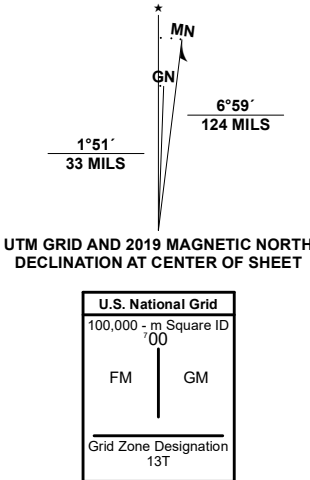 ★
MN
GN
6°59´
124 MILS
1°51´
33 MILS
UTM GRID AND 2019 MAGNETIC NORTH
DECLINATION AT CENTER OF SHEET
U.S. National Grid
100,000 - m Square ID
⁷00
FM GM
Grid Zone Designation
13T